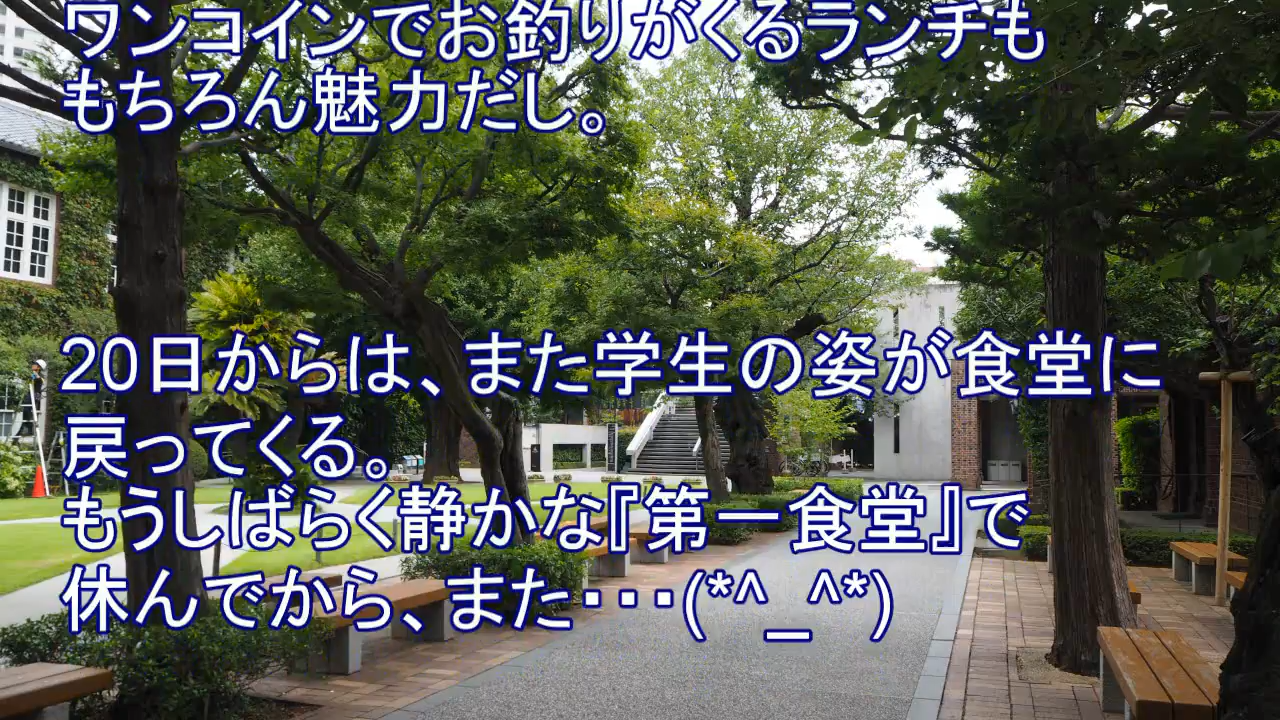 ワンコインでお釣りがくるランチも
もちろん魅力だし。
20日からは、また学生の姿が食堂に
戻ってくる。
もうしばらく静かな『第一食堂』で
休んでから、また・・・(*^_^*)